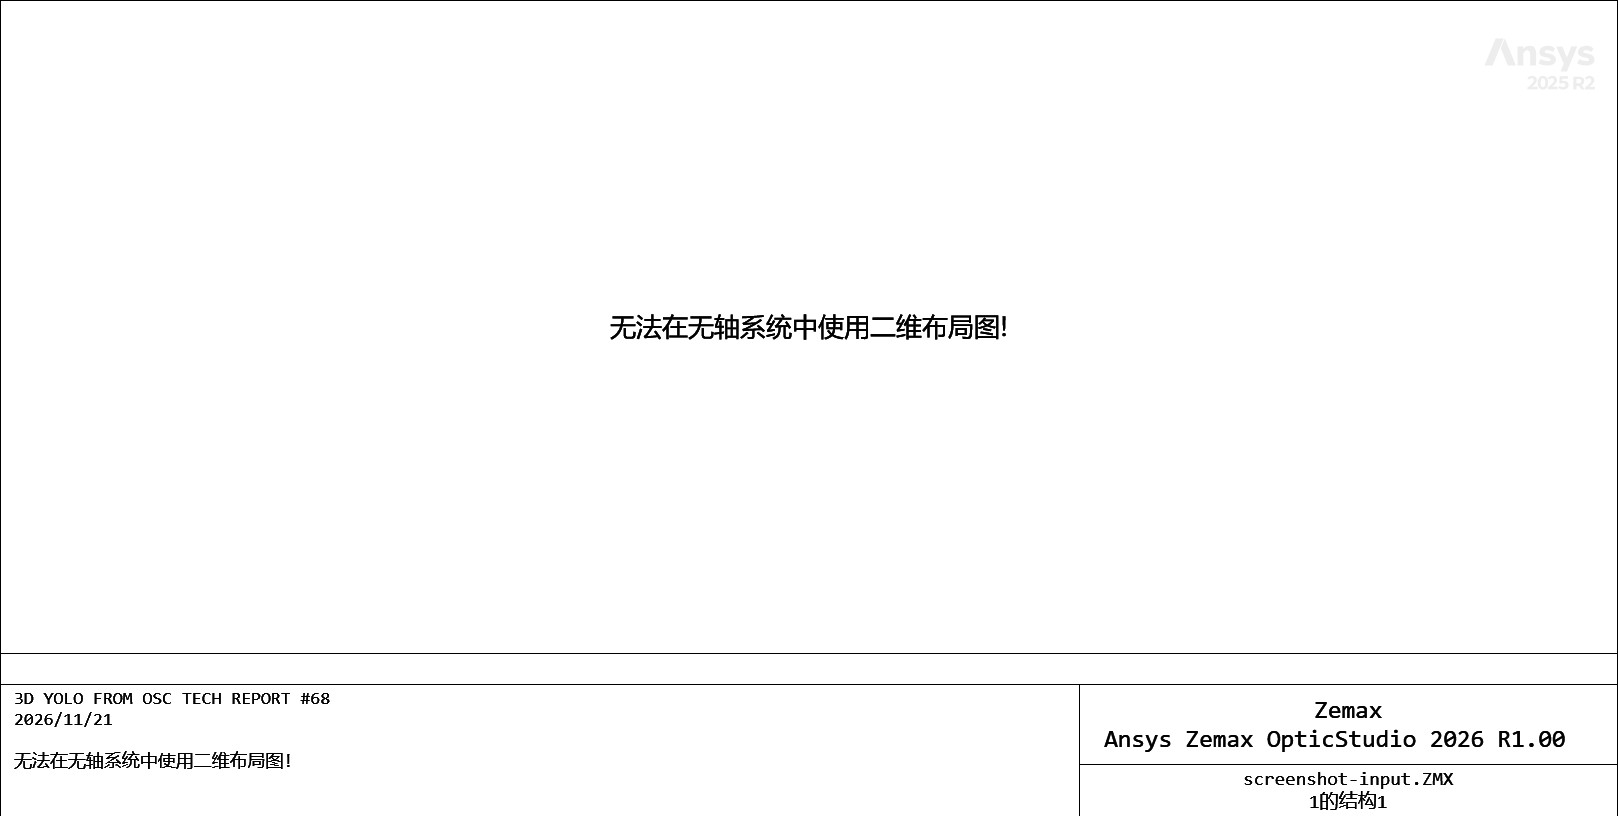 Ansys
2025 R2
无法在无轴系统中使用二维布局图!
3D YOLO FROM OSC TECH REPORT #68
2026/11/21
无法在无轴系统中使用二维布局图!
Zemax
Ansys Zemax OpticStudio 2026 R1.00
screenshot-input.ZMX
1的结构1